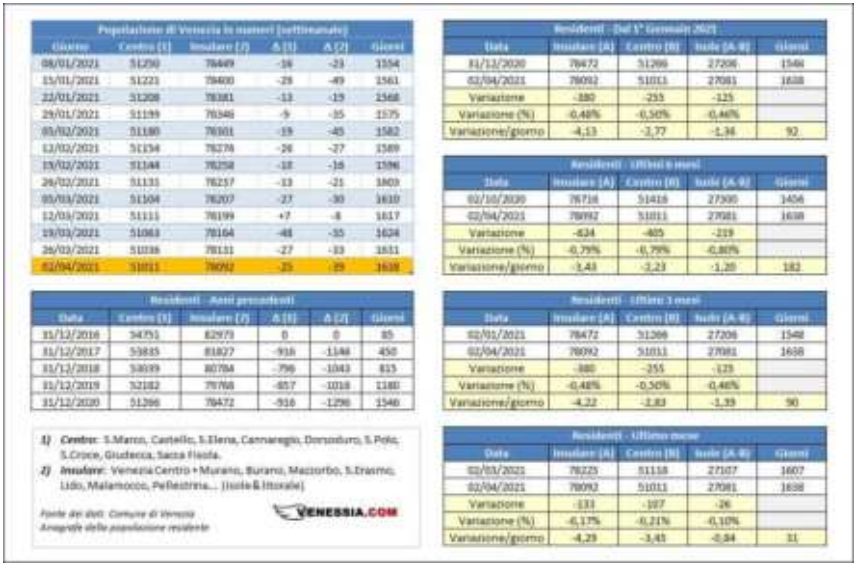 Popolazione di Venezia in numeri (settimanale)
Giorno Centro (1) Insulare (2) Δ (1) Δ (2) Giorni
08/01/2021 51250 78449 -16 -23 1554
15/01/2021 51221 78400 -29 -49 1561
22/01/2021 51208 78381 -13 -19 1568
29/01/2021 51199 78346 -9 -35 1575
05/02/2021 51180 78301 -19 -45 1582
12/02/2021 51154 78274 -26 -27 1589
19/02/2021 51144 78258 -10 -16 1596
26/02/2021 51131 78237 -13 -21 1603
05/03/2021 51104 78207 -27 -30 1610
12/03/2021 51111 78199 +7 -8 1617
19/03/2021 51063 78164 -48 -35 1624
26/03/2021 51036 78131 -27 -33 1631
02/04/2021 51011 78092 -25 -39 1638
Residenti - Anni precedenti
Data Centro (1) Insulare (2) Δ (1) Δ (2) Giorni
31/12/2016 54751 82973 0 0 85
31/12/2017 53835 81827 -916 -1146 450
31/12/2018 53039 80784 -796 -1043 815
31/12/2019 52182 79768 -857 -1018 1180
31/12/2020 51266 78472 -916 -1296 1546
1) Centro: S.Marco, Castello, S.Elena, Cannaregio, Dorsoduro, S.Polo,
S.Croce, Giudecca, Sacca Fisola.
2) Insulare: Venezia Centro + Murano, Burano, Mazzorbo, S.Erasmo,
Lido, Malamocco, Pellestrina... (isole & litorale)
Fonte dei dati: Comune di Venezia
Anagrafe della popolazione residente
VENESSIA.COM
Residenti - Dal 1° Gennaio 2021
Data Insulare (A) Centro (B) Isole (A-B) Giorni
31/12/2020 78472 51266 27206 1546
02/04/2021 78092 51011 27081 1638
Variazione -380 -255 -125
Variazione (%) -0,48% -0,50% -0,46%
Variazione/giorno -4,13 -2,77 -1,36 92
Residenti - Ultimi 6 mesi
Data Insulare (A) Centro (B) Isole (A-B) Giorni
02/10/2020 78716 51416 27300 1456
02/04/2021 78092 51011 27081 1638
Variazione -624 -405 -219
Variazione (%) -0,79% -0,79% -0,80%
Variazione/giorno -3,43 -2,23 -1,20 182
Residenti - Ultimi 3 mesi
Data Insulare (A) Centro (B) Isole (A-B) Giorni
02/01/2021 78472 51266 27206 1548
02/04/2021 78092 51011 27081 1638
Variazione -380 -255 -125
Variazione (%) -0,48% -0,50% -0,46%
Variazione/giorno -4,22 -2,83 -1,39 90
Residenti - Ultimo mese
Data Insulare (A) Centro (B) Isole (A-B) Giorni
02/03/2021 78225 51118 27107 1607
02/04/2021 78092 51011 27081 1638
Variazione -133 -107 -26
Variazione (%) -0,17% -0,21% -0,10%
Variazione/giorno -4,29 -3,45 -0,84 31